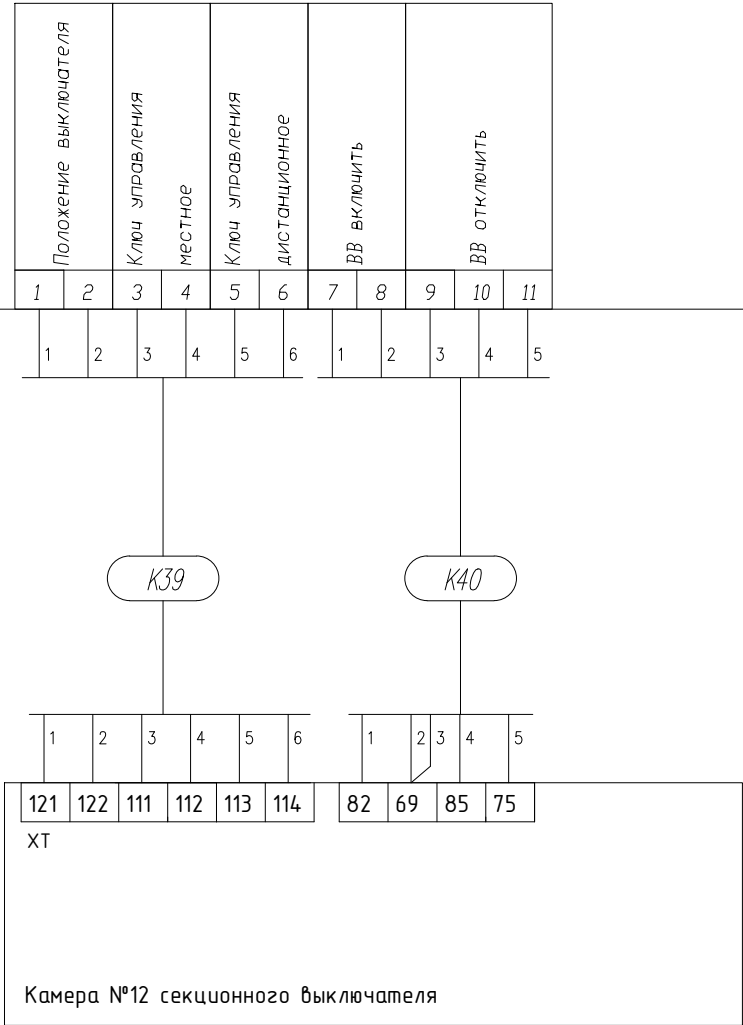 Положение выключателя
Ключ управления
местное
Ключ управления
дистанционное
ВВ включить
ВВ отключить
1 2 3 4 5 6 7 8 9 10 11
1 2 3 4 5 6 1 2 3 4 5
К39 К40
1 2 3 4 5 6 1 2 3 4 5
121 122 111 112 113 114 82 69 85 75
ХТ
Камера №12 секционного выключателя